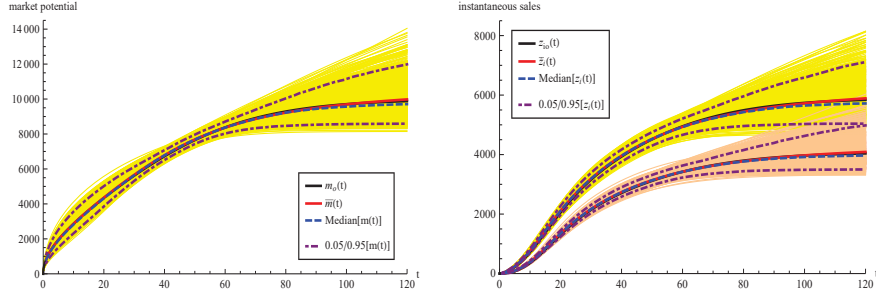 market potential
14 000
12 000
10 000
8000
6000
4000
2000
0
0 20 40 60 80 100 120 t
m_o(t)
m̅(t)
Median[m(t)]
0.05/0.95[m(t)]
instantaneous sales
8000
6000
4000
2000
0
0 20 40 60 80 100 120 t
z_io(t)
z̅_i(t)
Median[z_i(t)]
0.05/0.95[z_i(t)]